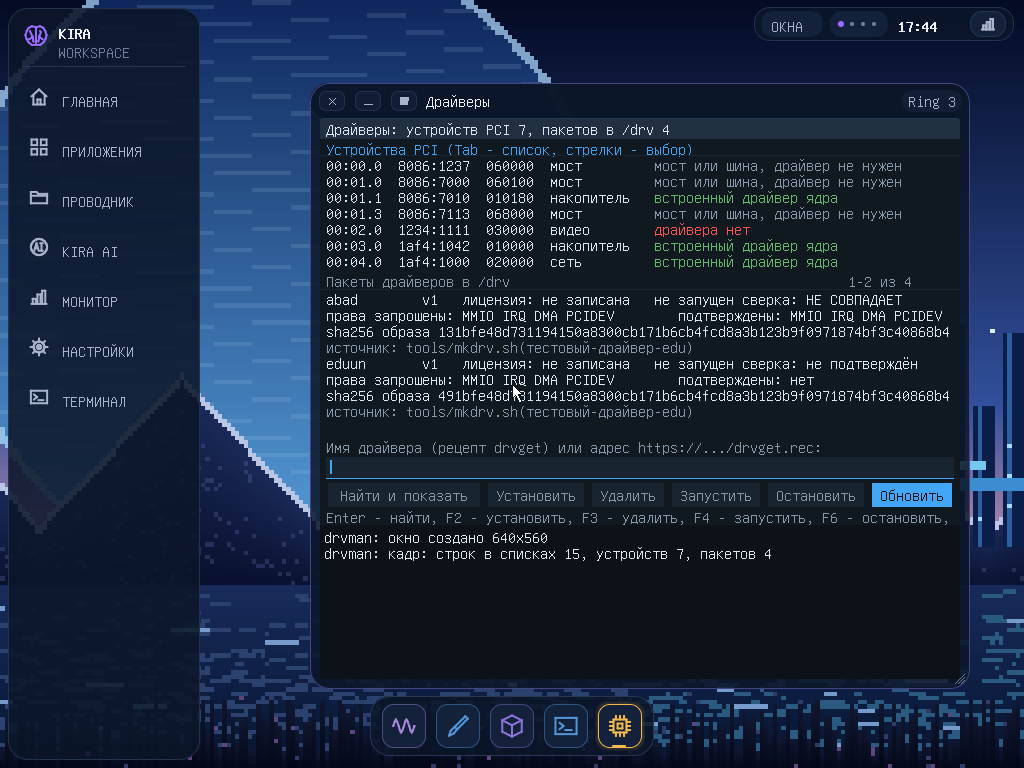 KIRA
WORKSPACE
ГЛАВНАЯ
ПРИЛОЖЕНИЯ
ПРОВОДНИК
KIRA AI
МОНИТОР
НАСТРОЙКИ
ТЕРМИНАЛ
ОКНА
17:44
Драйверы
Ring 3
Драйверы: устройств PCI 7, пакетов в /drv 4
Устройства PCI (Tab - список, стрелки - выбор)
00:00.0 8086:1237 060000 мост мост или шина, драйвер не нужен
00:01.0 8086:7000 060100 мост мост или шина, драйвер не нужен
00:01.1 8086:7010 010180 накопитель встроенный драйвер ядра
00:01.3 8086:7113 068000 мост мост или шина, драйвер не нужен
00:02.0 1234:1111 030000 видео драйвера нет
00:03.0 1af4:1042 010000 накопитель встроенный драйвер ядра
00:04.0 1af4:1000 020000 сеть встроенный драйвер ядра
Пакеты драйверов в /drv 1-2 из 4
abad v1 лицензия: не записана не запущен сверка: НЕ СОВПАДАЕТ
права запрошены: MMIO IRQ DMA PCIDEV подтверждены: MMIO IRQ DMA PCIDEV
sha256 образа 131bfe48d731194150a8300cb171b6cb4fcd8a3b123b9f0971874bf3c40868b4
источник: tools/mkdrv.sh(тестовый-драйвер-edu)
eduun v1 лицензия: не записана не запущен сверка: не подтверждён
права запрошены: MMIO IRQ DMA PCIDEV подтверждены: нет
sha256 образа 491bfe48d731194150a8300cb171b6cb4fcd8a3b123b9f0971874bf3c40868b4
источник: tools/mkdrv.sh(тестовый-драйвер-edu)
Имя драйвера (рецепт drvget) или адрес https://.../drvget.rec:
Найти и показать Установить Удалить Запустить Остановить Обновить
Enter - найти, F2 - установить, F3 - удалить, F4 - запустить, F6 - остановить,
drvman: окно создано 640x560
drvman: кадр: строк в списках 15, устройств 7, пакетов 4